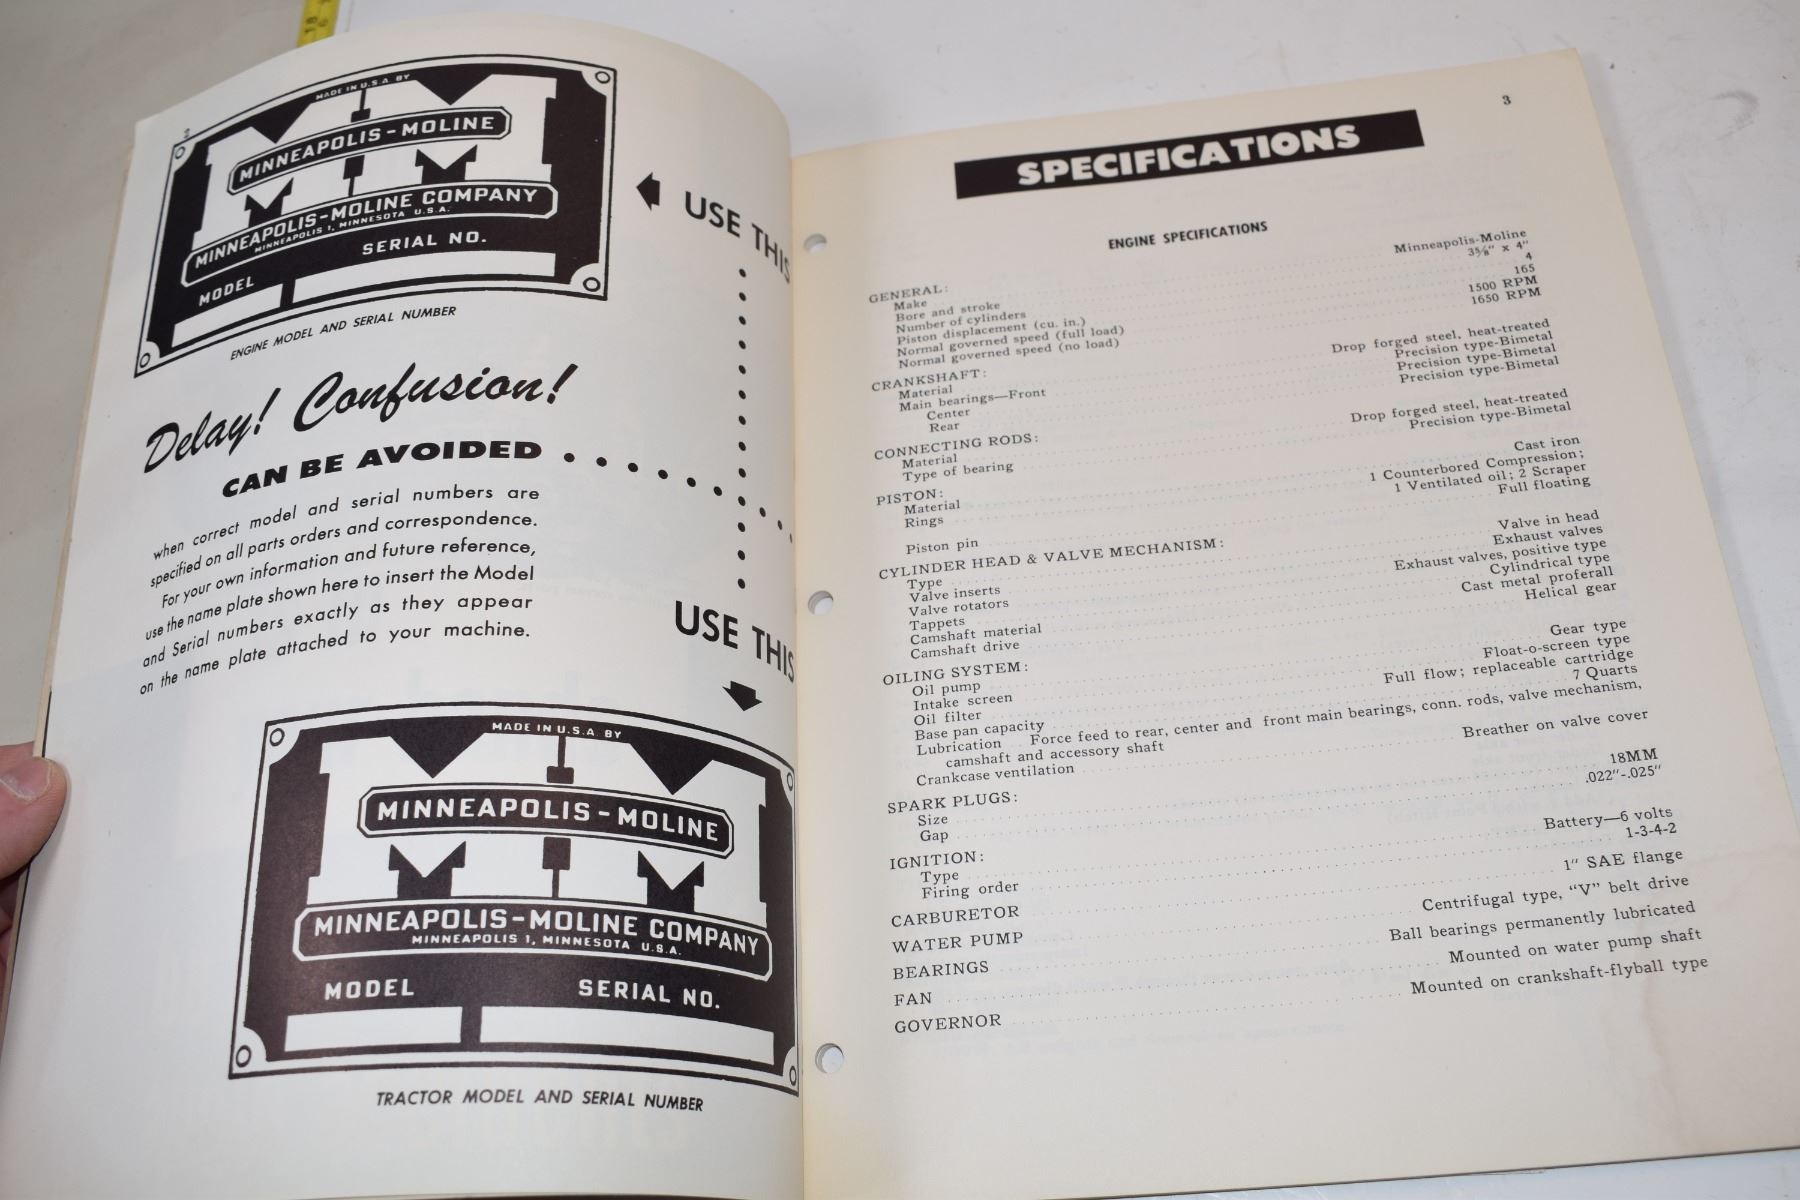 18
6
2
MADE IN U.S.A. BY
MINNEAPOLIS-MOLINE
MINNEAPOLIS-MOLINE COMPANY
MINNEAPOLIS 1, MINNESOTA U.S.A.
MODEL SERIAL NO.
ENGINE MODEL AND SERIAL NUMBER
USE THIS
Delay! Confusion!
CAN BE AVOIDED
when correct model and serial numbers are
specified on all parts orders and correspondence.
For your own information and future reference,
use the name plate shown here to insert the Model
and Serial numbers exactly as they appear
on the name plate attached to your machine.
USE THIS
MADE IN U.S.A. BY
MINNEAPOLIS-MOLINE
MINNEAPOLIS-MOLINE COMPANY
MINNEAPOLIS 1, MINNESOTA U.S.A.
MODEL SERIAL NO.
TRACTOR MODEL AND SERIAL NUMBER
3
SPECIFICATIONS
ENGINE SPECIFICATIONS
GENERAL:
Make Minneapolis-Moline
Bore and stroke 3⅝" x 4"
Number of cylinders 4
Piston displacement (cu. in.) 165
Normal governed speed (full load) 1500 RPM
Normal governed speed (no load) 1650 RPM
CRANKSHAFT:
Material Drop forged steel, heat-treated
Main bearings—Front Precision type-Bimetal
Center Precision type-Bimetal
Rear Precision type-Bimetal
CONNECTING RODS:
Material Drop forged steel, heat-treated
Type of bearing Precision type-Bimetal
PISTON:
Material Cast iron
Rings 1 Counterbored Compression;
1 Ventilated oil; 2 Scraper
Piston pin Full floating
CYLINDER HEAD & VALVE MECHANISM:
Type Valve in head
Valve inserts Exhaust valves
Valve rotators Exhaust valves, positive type
Tappets Cylindrical type
Camshaft material Cast metal proferall
Camshaft drive Helical gear
OILING SYSTEM:
Oil pump Gear type
Intake screen Float-o-screen type
Oil filter Full flow; replaceable cartridge
Base pan capacity 7 Quarts
Lubrication Force feed to rear, center and front main bearings, conn. rods, valve mechanism,
camshaft and accessory shaft
Crankcase ventilation Breather on valve cover
SPARK PLUGS:
Size 18MM
Gap .022"-.025"
IGNITION:
Type Battery—6 volts
Firing order 1-3-4-2
CARBURETOR 1" SAE flange
WATER PUMP Centrifugal type, "V" belt drive
BEARINGS Ball bearings permanently lubricated
FAN Mounted on water pump shaft
GOVERNOR Mounted on crankshaft-flyball type